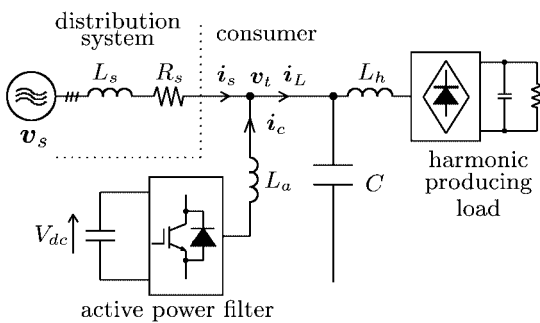 distribution
system
consumer
L_s R_s i_s v_t i_L L_h
v_s
i_c
L_a
C
V_dc
harmonic
producing
load
active power filter